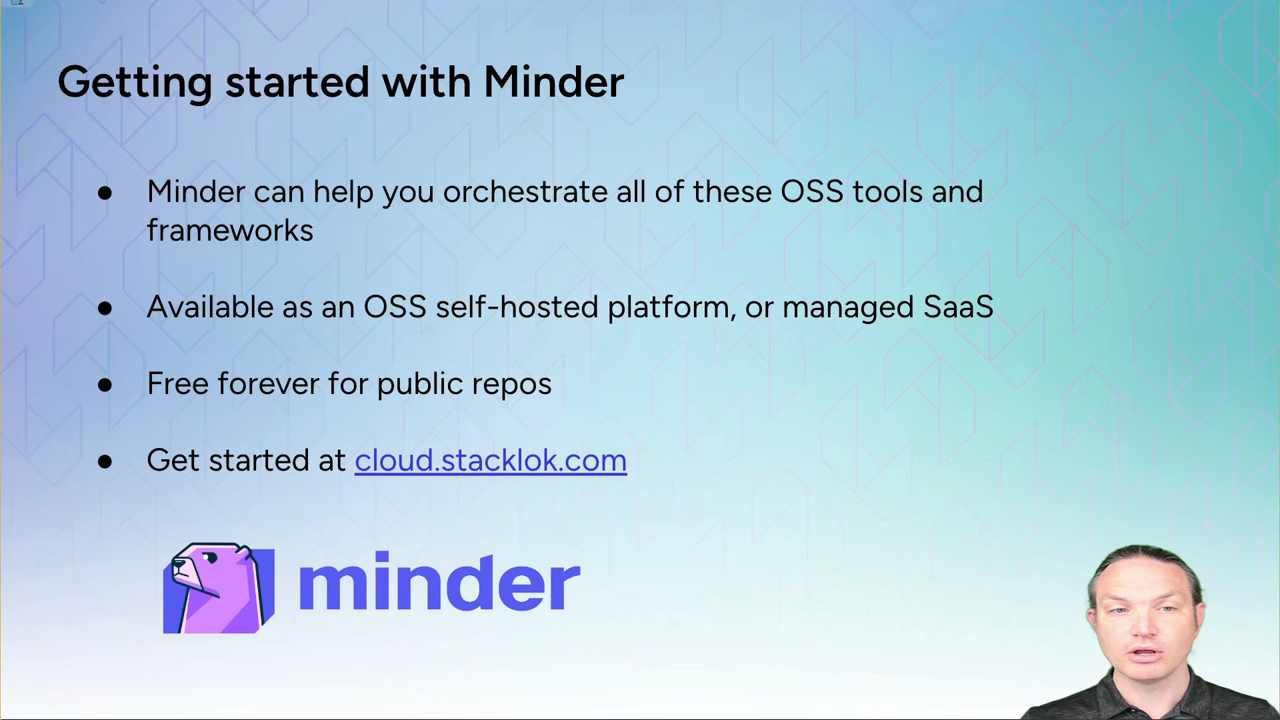 Getting started with Minder
● Minder can help you orchestrate all of these OSS tools and
frameworks
● Available as an OSS self-hosted platform, or managed SaaS
● Free forever for public repos
● Get started at cloud.stacklok.com
minder